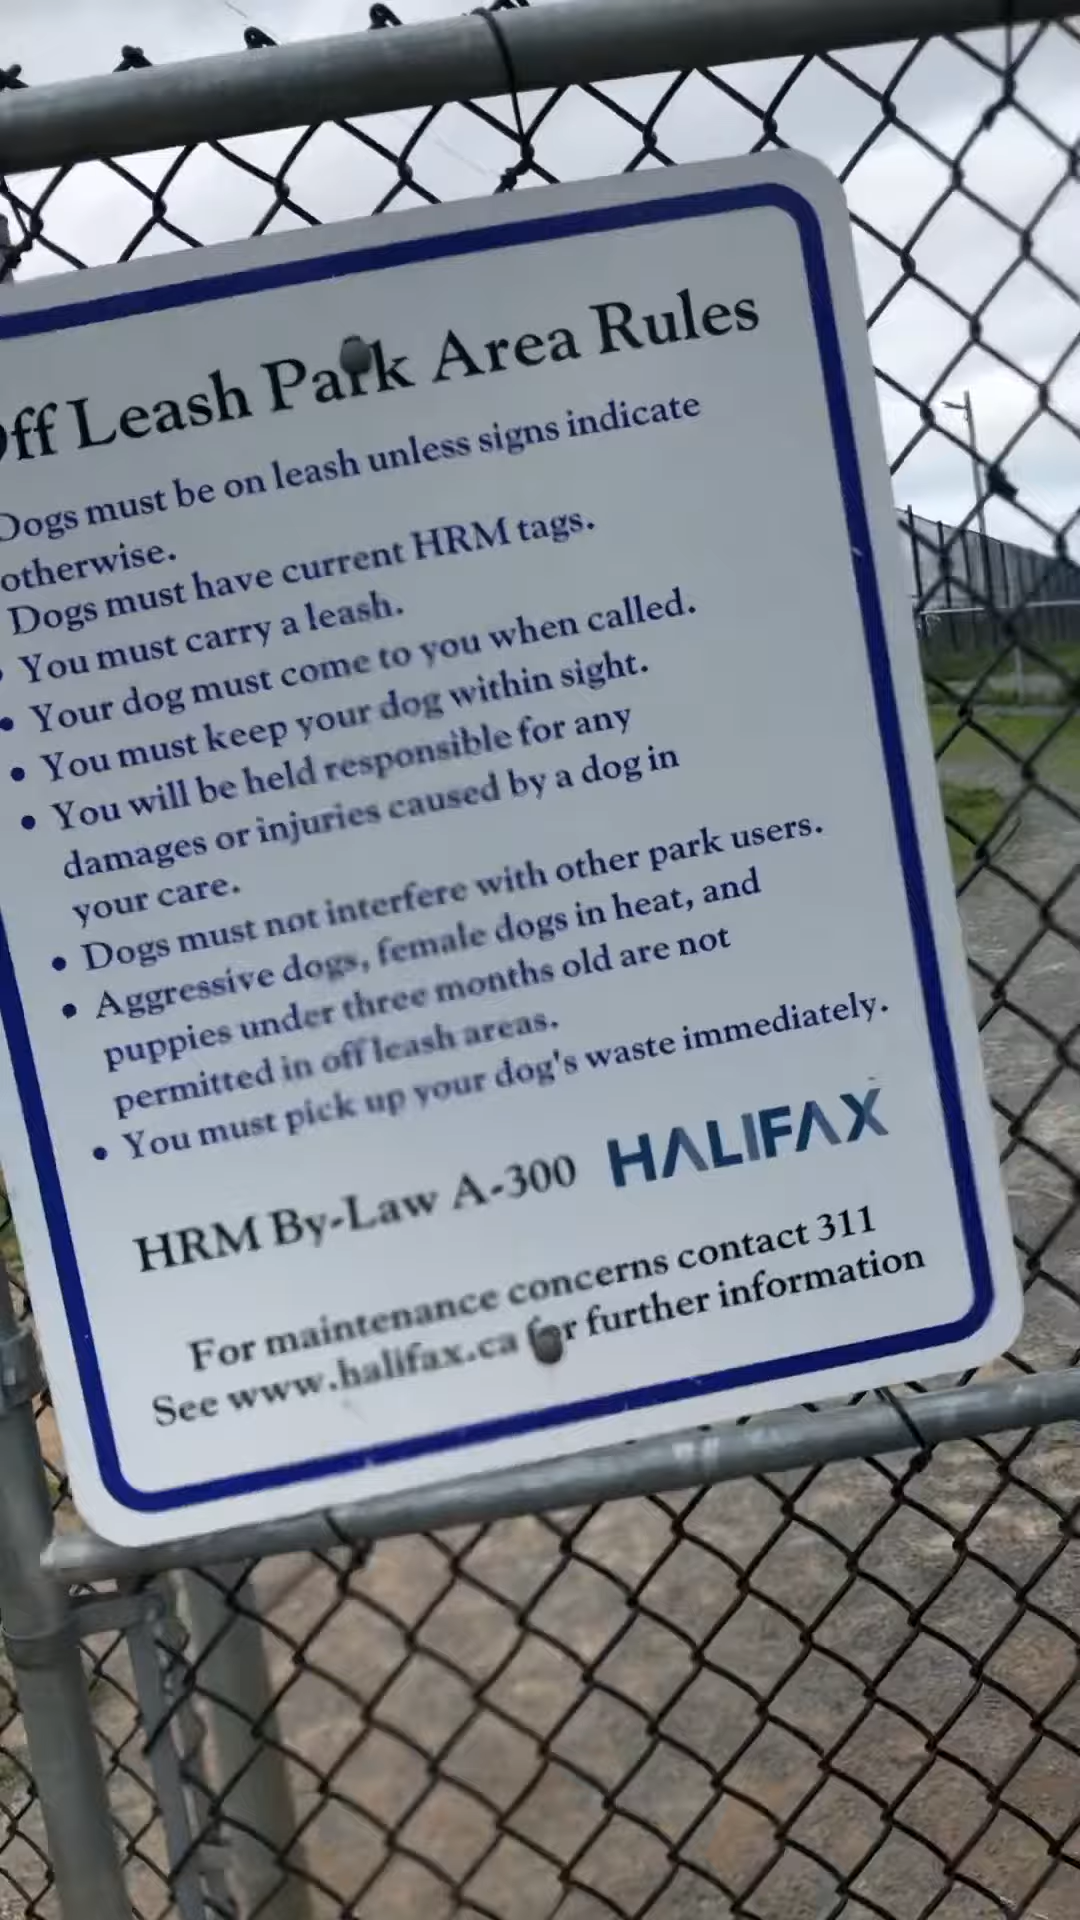 Off Leash Park Area Rules
Dogs must be on leash unless signs indicate
otherwise.
Dogs must have current HRM tags.
• You must carry a leash.
• Your dog must come to you when called.
• You must keep your dog within sight.
• You will be held responsible for any
damages or injuries caused by a dog in
your care.
• Dogs must not interfere with other park users.
• Aggressive dogs, female dogs in heat, and
puppies under three months old are not
permitted in off leash areas.
• You must pick up your dog's waste immediately.
HRM By-Law A-300 HALIFAX
For maintenance concerns contact 311
See www.halifax.ca for further information